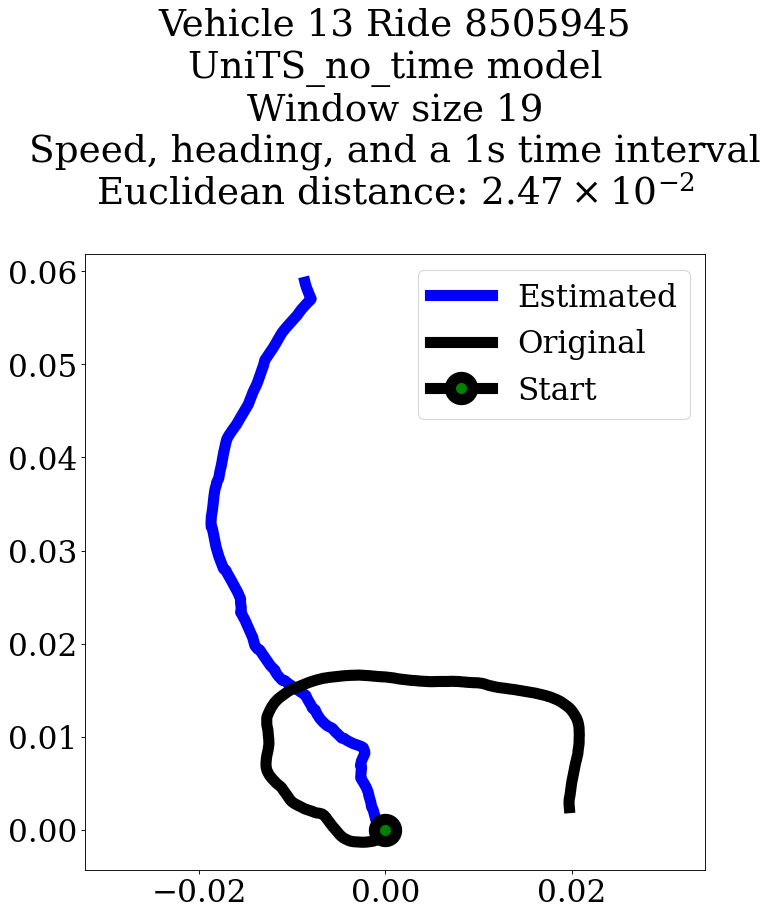 Vehicle 13 Ride 8505945
UniTS_no_time model
Window size 19
Speed, heading, and a 1s time interval
Euclidean distance: 2.47 × 10⁻²
Estimated
Original
Start
0.06
0.05
0.04
0.03
0.02
0.01
0.00
−0.02
0.00
0.02